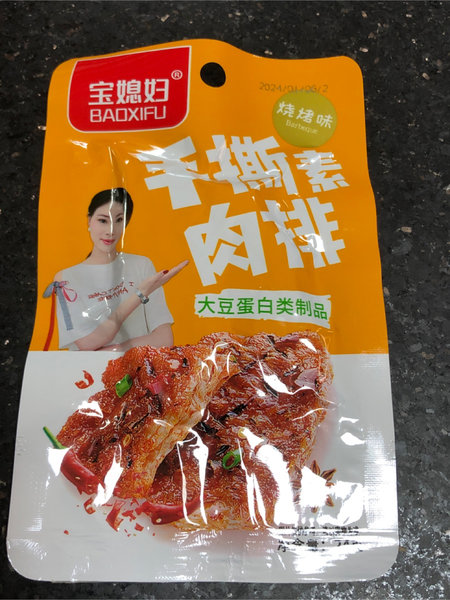 宝媳妇®
BAOXIFU
2024/01/08/2
烧烤味
Barbeque
手撕素
肉排
大豆蛋白类制品